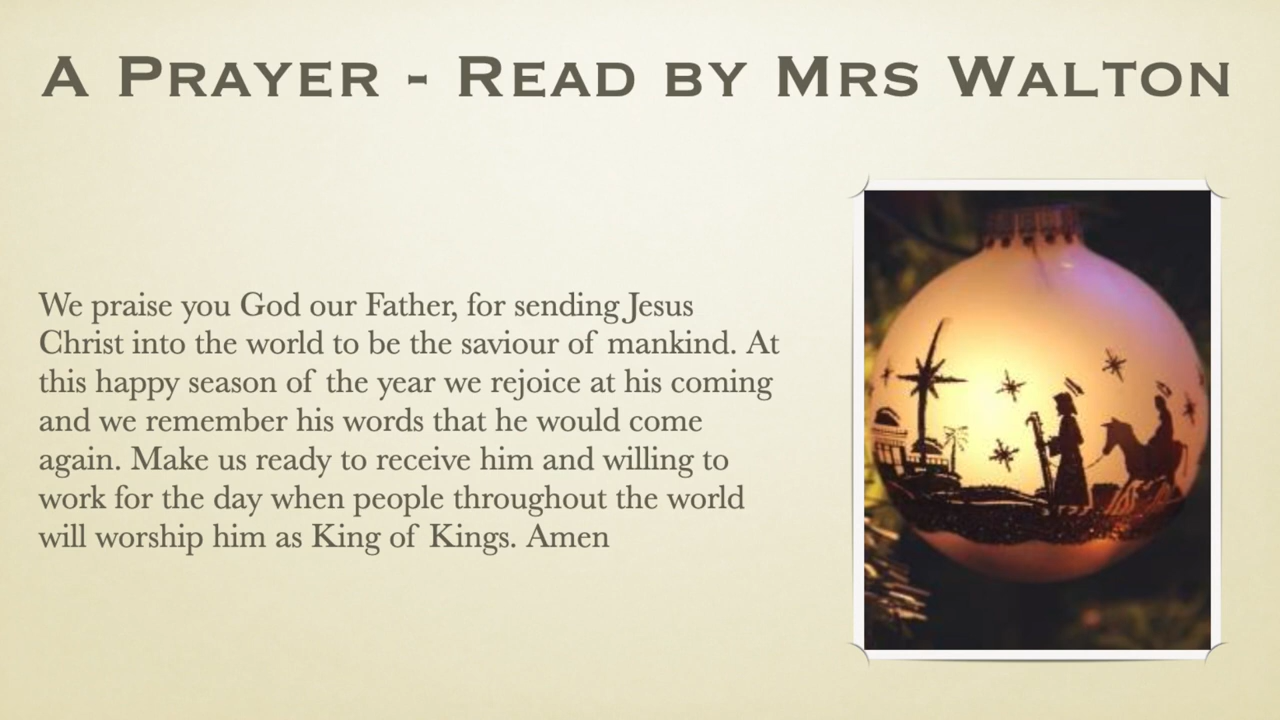 A Prayer - Read by Mrs Walton
We praise you God our Father, for sending Jesus
Christ into the world to be the saviour of mankind. At
this happy season of the year we rejoice at his coming
and we remember his words that he would come
again. Make us ready to receive him and willing to
work for the day when people throughout the world
will worship him as King of Kings. Amen